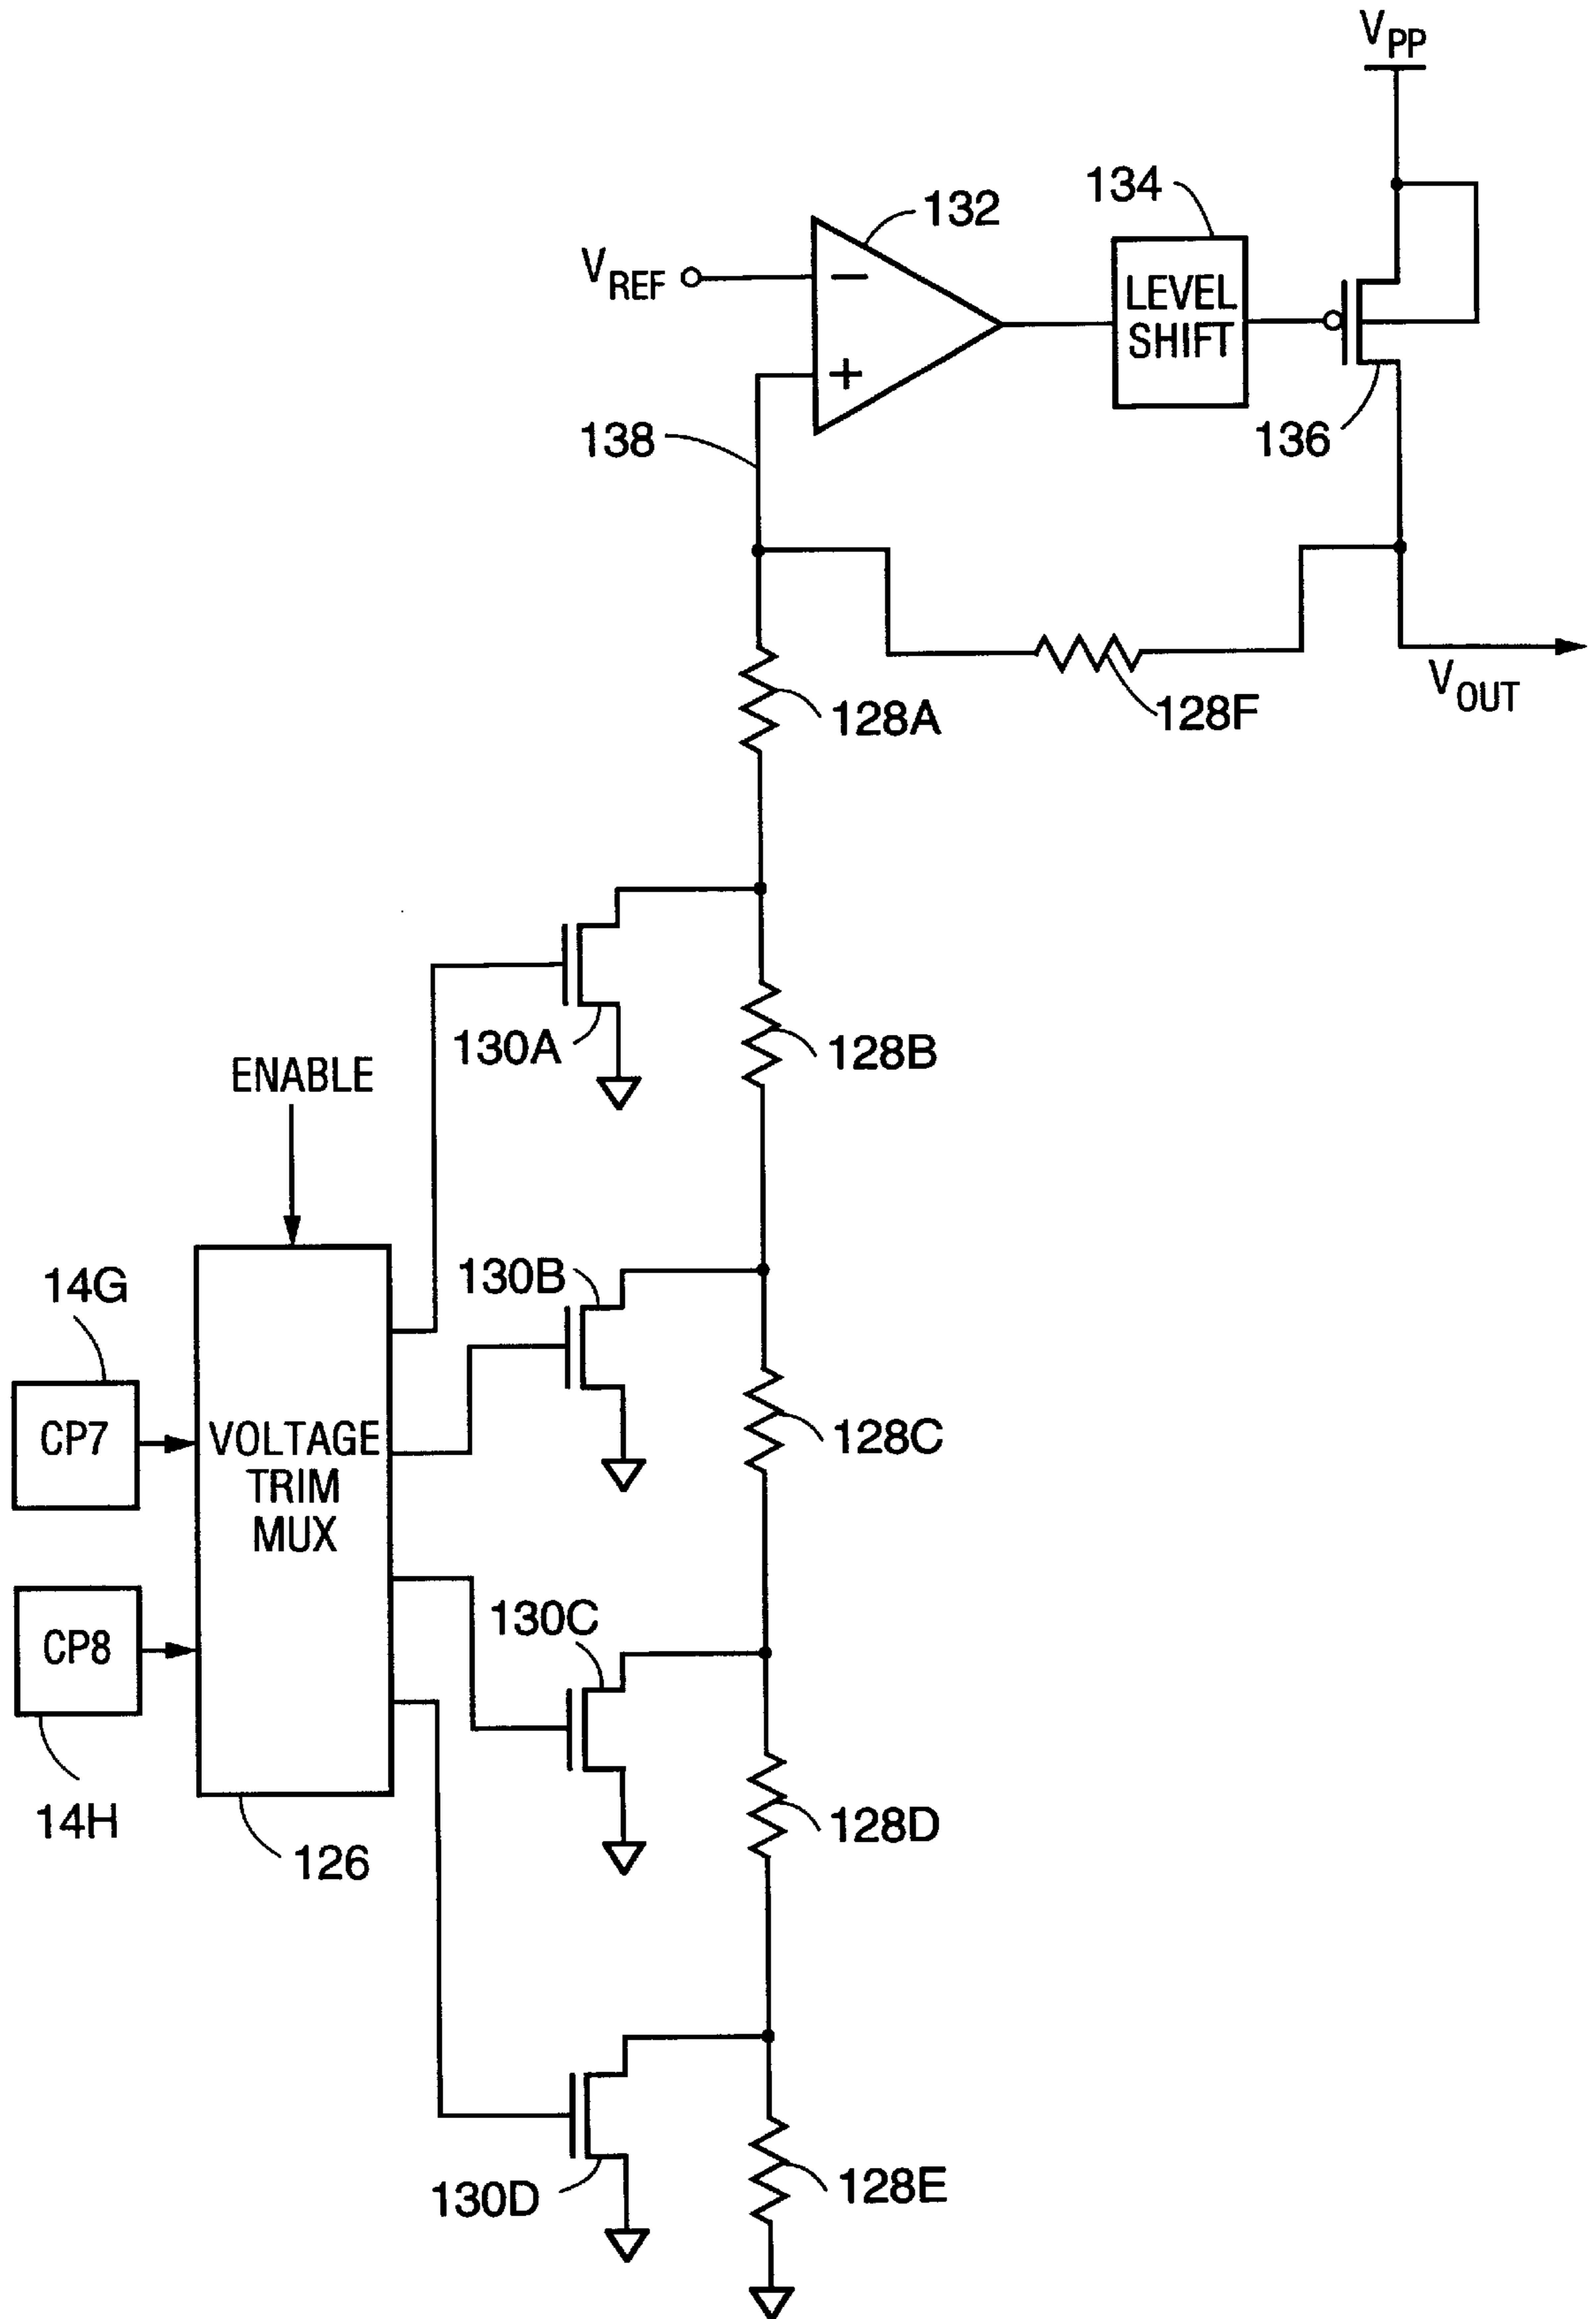 VPP
134
132
VREF
−
LEVEL
SHIFT
+
138
136
VOUT
128A
128F
130A
128B
ENABLE
130B
14G
CP7
VOLTAGE
TRIM
MUX
128C
CP8
130C
14H
126
128D
130D
128E